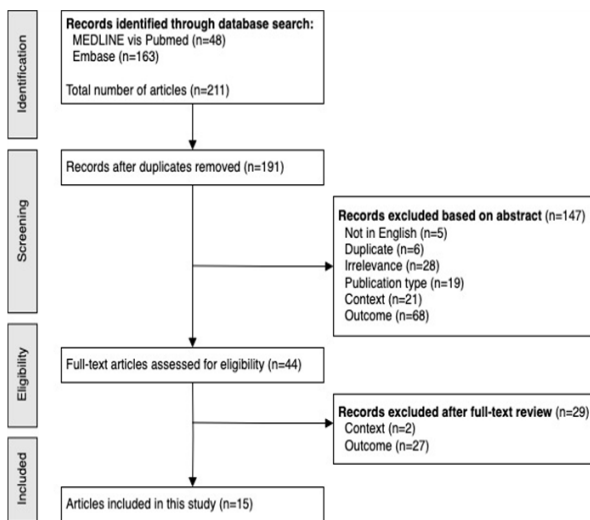 Identification
Records identified through database search:
MEDLINE vis Pubmed (n=48)
Embase (n=163)
Total number of articles (n=211)
Screening
Records after duplicates removed (n=191)
Records excluded based on abstract (n=147)
Not in English (n=5)
Duplicate (n=6)
Irrelevance (n=28)
Publication type (n=19)
Context (n=21)
Outcome (n=68)
Eligibility
Full-text articles assessed for eligibility (n=44)
Records excluded after full-text review (n=29)
Context (n=2)
Outcome (n=27)
Included
Articles included in this study (n=15)